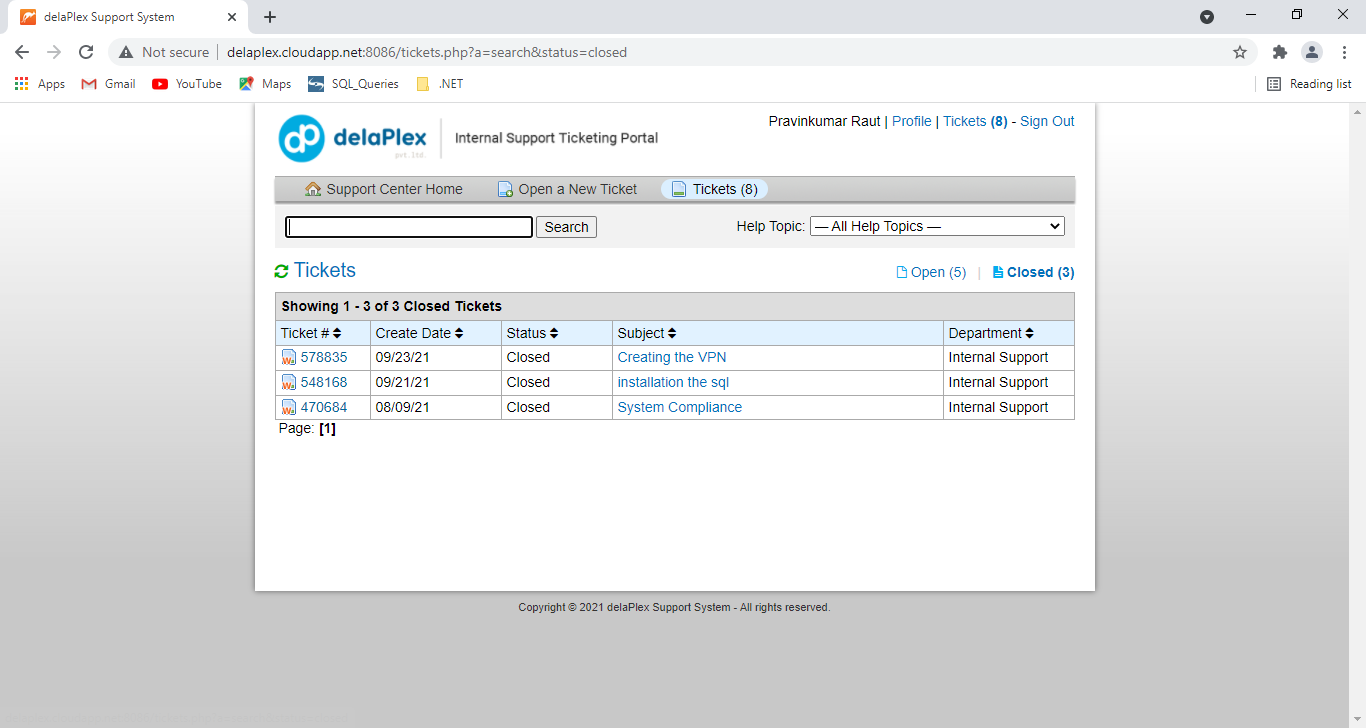 delaPlex Support System
Not secure
delaplex.cloudapp.net:8086/tickets.php?a=search&status=closed
Apps
Gmail
YouTube
Maps
SQL_Queries
.NET
Reading list
dp delaPlex
pvt.ltd.
Internal Support Ticketing Portal
Pravinkumar Raut | Profile | Tickets (8) - Sign Out
Support Center Home
Open a New Ticket
Tickets (8)
Search
Help Topic: — All Help Topics —
Tickets
Open (5) | Closed (3)
Showing 1 - 3 of 3 Closed Tickets
Ticket # Create Date Status Subject Department
578835 09/23/21 Closed Creating the VPN Internal Support
548168 09/21/21 Closed installation the sql Internal Support
470684 08/09/21 Closed System Compliance Internal Support
Page: [1]
Copyright © 2021 delaPlex Support System - All rights reserved.